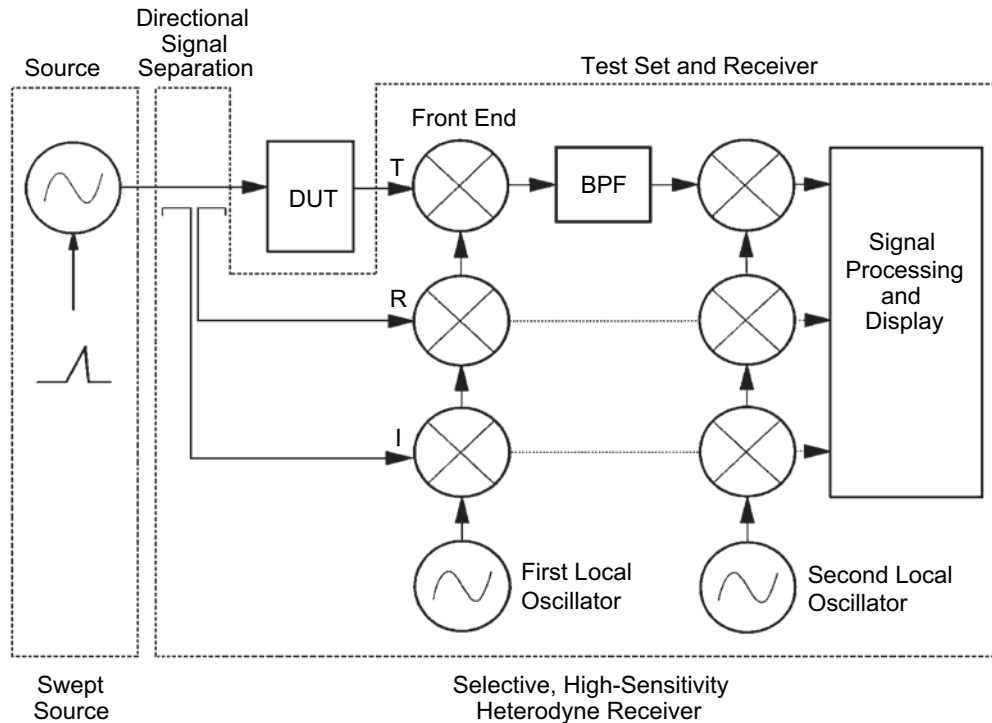 Directional
Signal
Separation
Source
Test Set and Receiver
Front End
DUT
T
BPF
R
I
Signal
Processing
and
Display
First Local
Oscillator
Second Local
Oscillator
Swept
Source
Selective, High-Sensitivity
Heterodyne Receiver